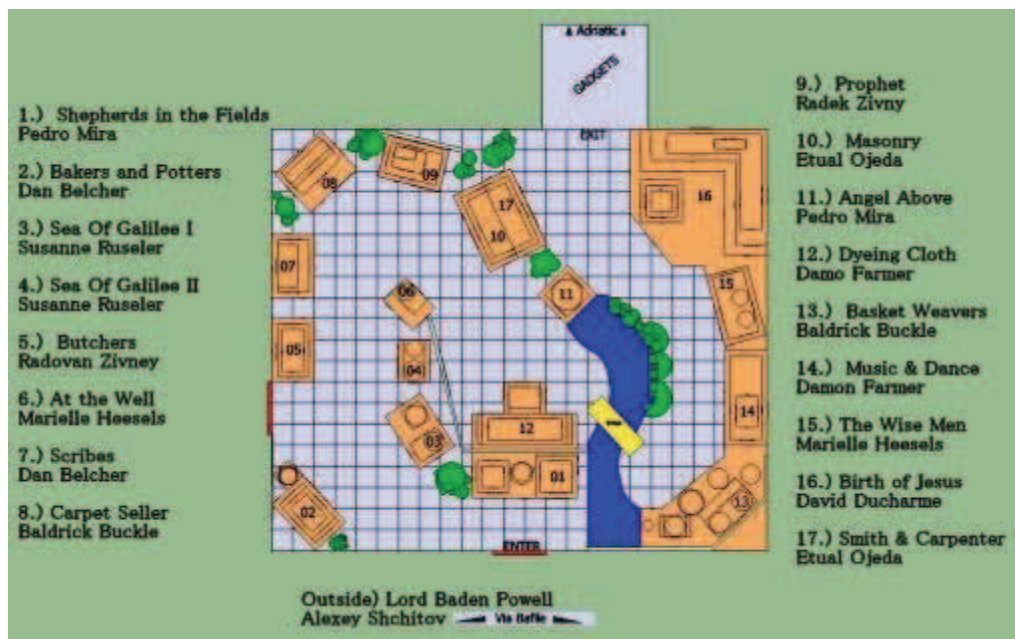 1.) Shepherds in the Fields
Pedro Mira
2.) Bakers and Potters
Dan Belcher
3.) Sea Of Galilee I
Susanne Ruseler
4.) Sea Of Galilee II
Susanne Ruseler
5.) Butchers
Radovan Zivney
6.) At the Well
Marielle Heesels
7.) Scribes
Dan Belcher
8.) Carpet Seller
Baldrick Buckle
Adriatic
GADGETS
EXIT
08
09
17
10
16
07
06
11
15
05
04
14
03
12
01
13
02
ENTER
9.) Prophet
Radek Zivny
10.) Masonry
Etual Ojeda
11.) Angel Above
Pedro Mira
12.) Dyeing Cloth
Damo Farmer
13.) Basket Weavers
Baldrick Buckle
14.) Music & Dance
Damon Farmer
15.) The Wise Men
Marielle Heesels
16.) Birth of Jesus
David Ducharme
17.) Smith & Carpenter
Etual Ojeda
Outside) Lord Baden Powell
Alexey Shchitov
Via Bafile